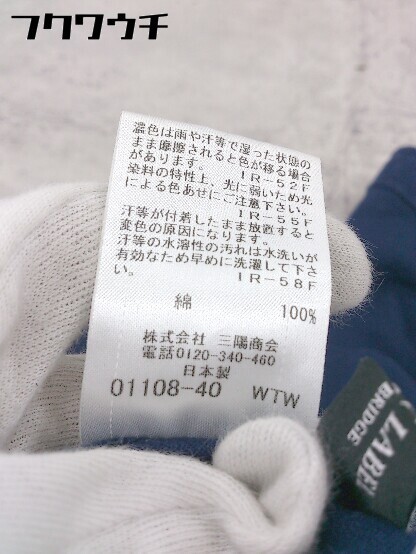 フクワウチ
濃色は雨や汗等で湿った状態の
まま摩擦されると色が移る場合
があります。 IR-52F
染料の特性上、光に弱いため光
による色あせにご注意下さい。
IR-55F
汗等が付着したまま放置すると
変色の原因になります。
汗等の水溶性の汚れは水洗いが
有効なため早めに洗濯して下さ
い。 IR-58F
綿 100%
株式会社 三陽商会
電話0120-340-460
日本製
01108-40 WTW
LABEL
BRIDGE